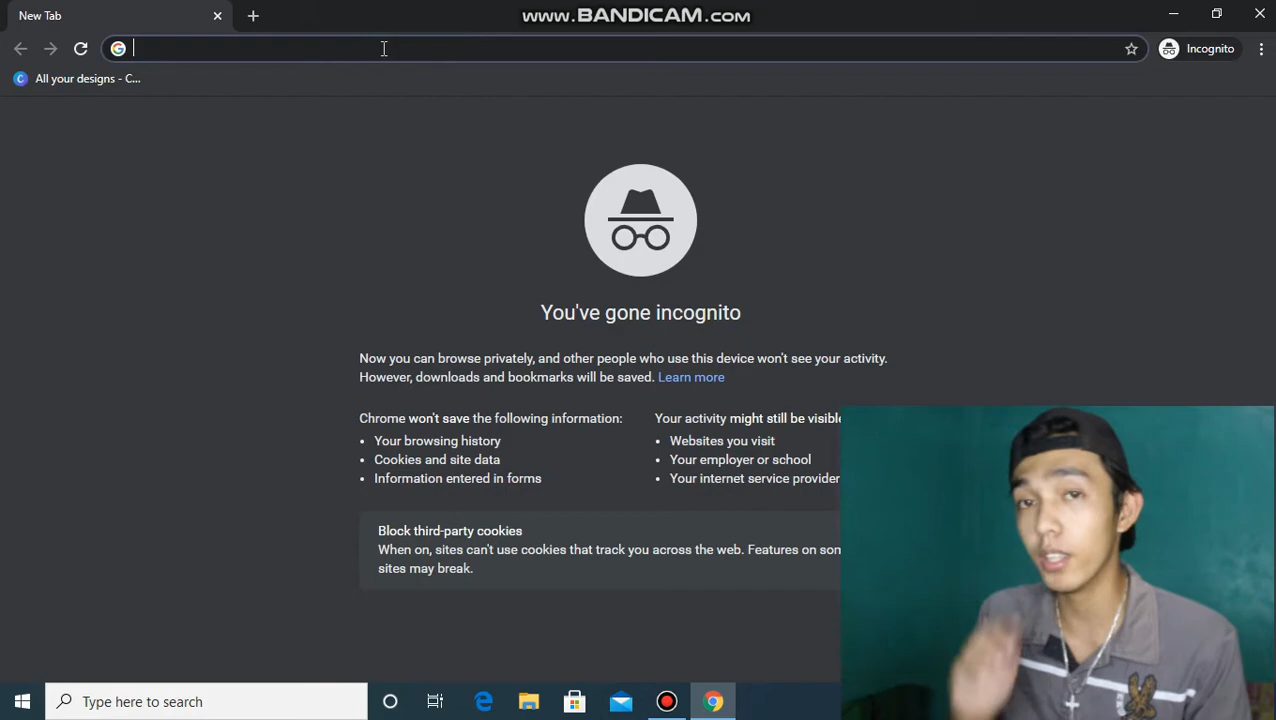 New Tab
www.BANDICAM.com
Incognito
All your designs - C...
You've gone incognito
Now you can browse privately, and other people who use this device won't see your activity.
However, downloads and bookmarks will be saved. Learn more
Chrome won't save the following information:
Your browsing history
Cookies and site data
Information entered in forms
Your activity might still be visible
Websites you visit
Your employer or school
Your internet service provider
Block third-party cookies
When on, sites can't use cookies that track you across the web. Features on som
sites may break.
Type here to search